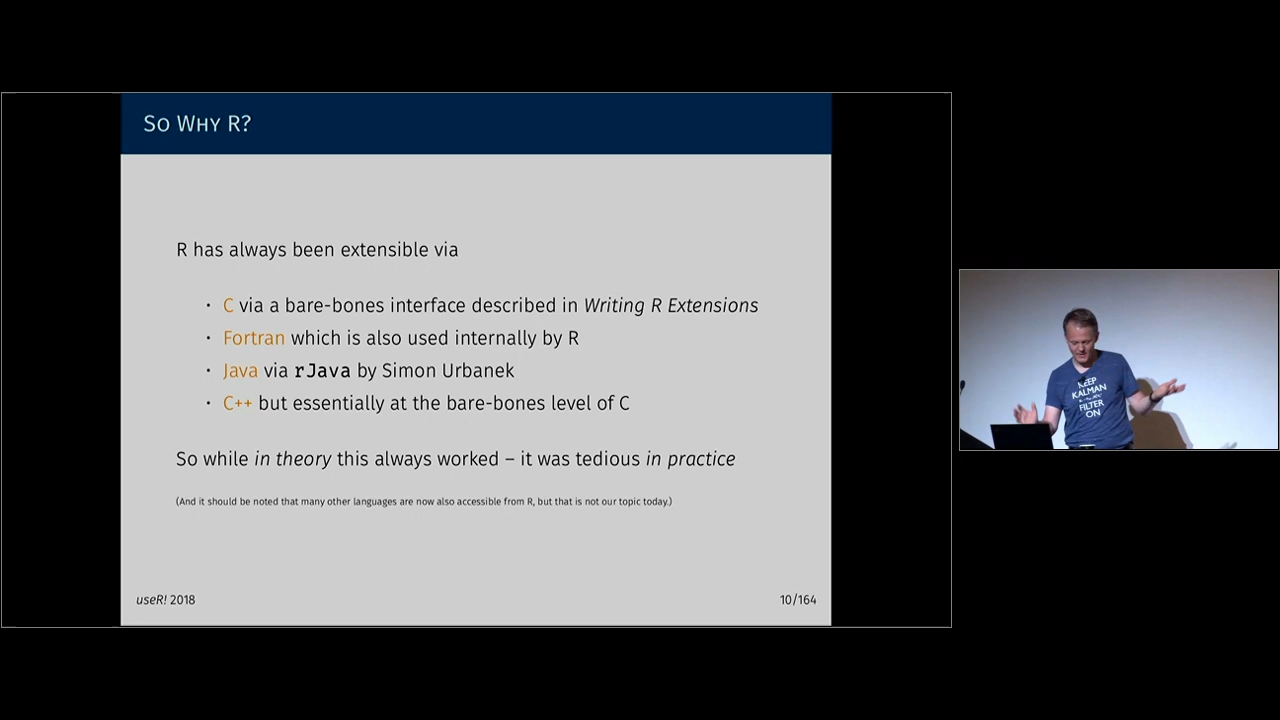 So Why R?
R has always been extensible via
• C via a bare-bones interface described in Writing R Extensions
• Fortran which is also used internally by R
• Java via rJava by Simon Urbanek
• C++ but essentially at the bare-bones level of C
So while in theory this always worked – it was tedious in practice
(And it should be noted that many other languages are now also accessible from R, but that is not our topic today.)
useR! 2018
10/164
KEEP
KALMAN
FILTER
ON